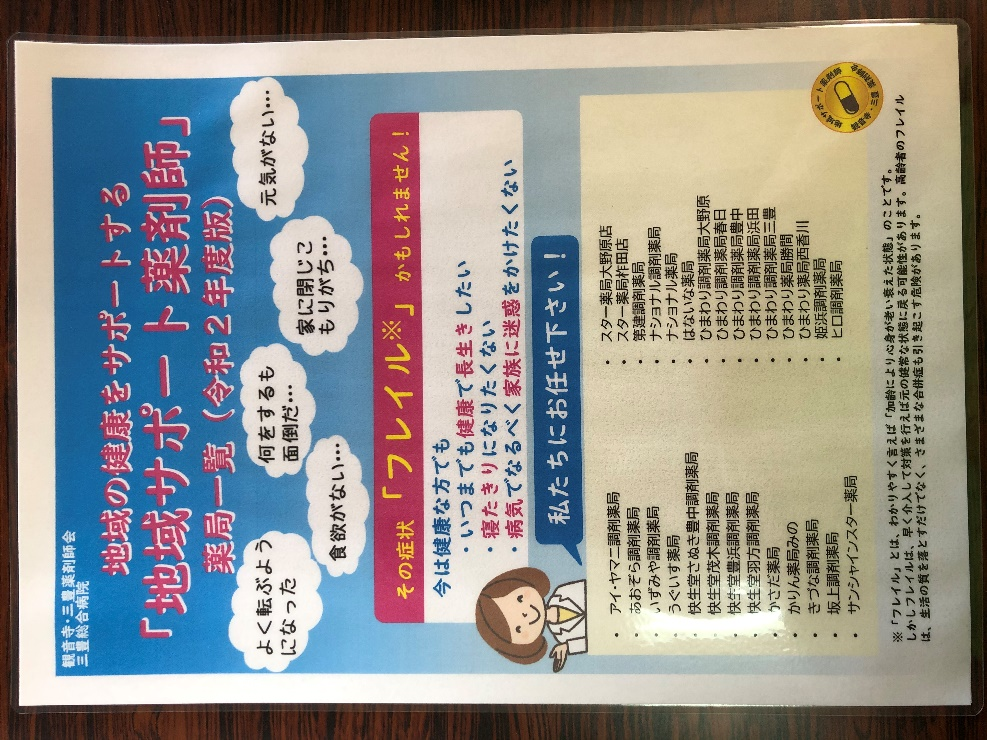 観音寺・三豊薬剤師会
三豊総合病院
地域の健康をサポートする
「地域サポート薬剤師」
薬局一覧（令和２年度版）
よく転ぶよう
になった
食欲がない…
何をするも
面倒だ…
家に閉じこ
もりがち…
元気がない…
その症状「フレイル※」かもしれません！
今は健康な方でも
・いつまでも健康で長生きしたい
・寝たきりになりたくない
・病気でなるべく家族に迷惑をかけたくない
私たちにお任せ下さい！
・アイ・ヤマニ調剤薬局
・あおぞら調剤薬局
・いずみや調剤薬局
・うぐいす薬局
・快生堂さぬき豊中調剤薬局
・快生堂茂木調剤薬局
・快生堂豊浜調剤薬局
・快生堂羽方調剤薬局
・かさだ薬局
・かりん薬局みの
・きづな調剤薬局
・坂上調剤薬局
・サンシャインスター薬局
・スター薬局大野原店
・スター薬局柞田店
・第建調剤薬局
・ナショナル調剤薬局
・ナショナル薬局
・はないな薬局
・ひまわり調剤薬局大野原
・ひまわり調剤薬局春日
・ひまわり調剤薬局豊中
・ひまわり調剤薬局浜田
・ひまわり調剤薬局三豊
・ひまわり薬局勝間
・ひまわり薬局西香川
・姫浜調剤薬局
・ヒロ調剤薬局
※「フレイル」とは、わかりやすく言えば「加齢により心身が老い衰えた状態」のことです。
しかしフレイルは、早く介入して対策を行えば元の健常な状態に戻る可能性があります。高齢者のフレイル
は、生活の質を落とすだけでなく、さまざまな合併症も引き起こす危険があります。